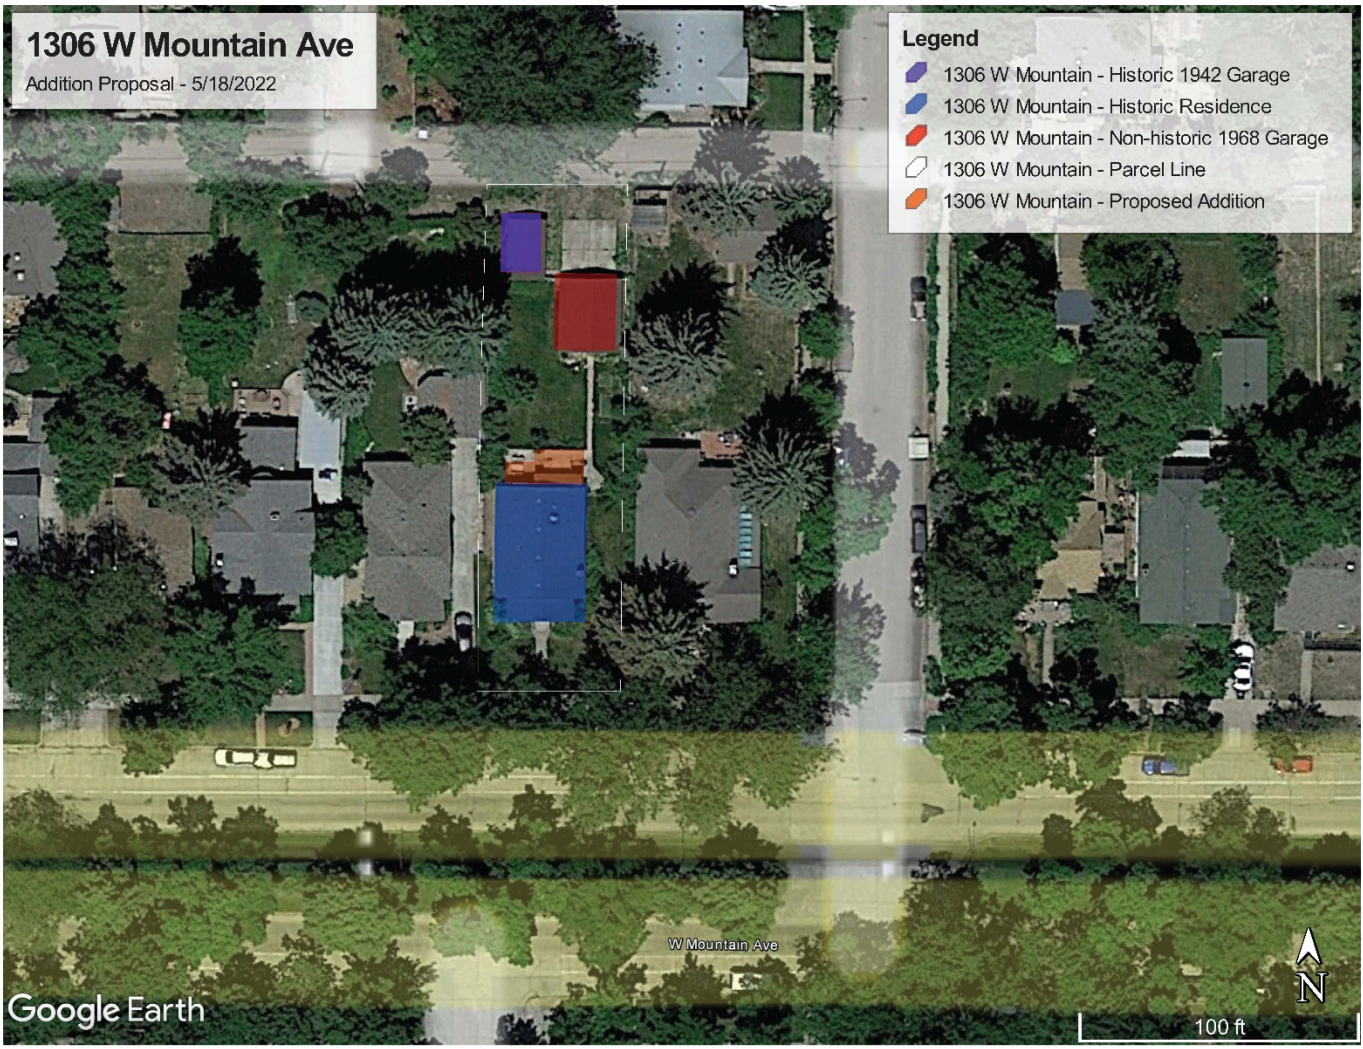 1306 W Mountain Ave
Addition Proposal - 5/18/2022
Legend
1306 W Mountain - Historic 1942 Garage
1306 W Mountain - Historic Residence
1306 W Mountain - Non-historic 1968 Garage
1306 W Mountain - Parcel Line
1306 W Mountain - Proposed Addition
W Mountain Ave
N
Google Earth
100 ft